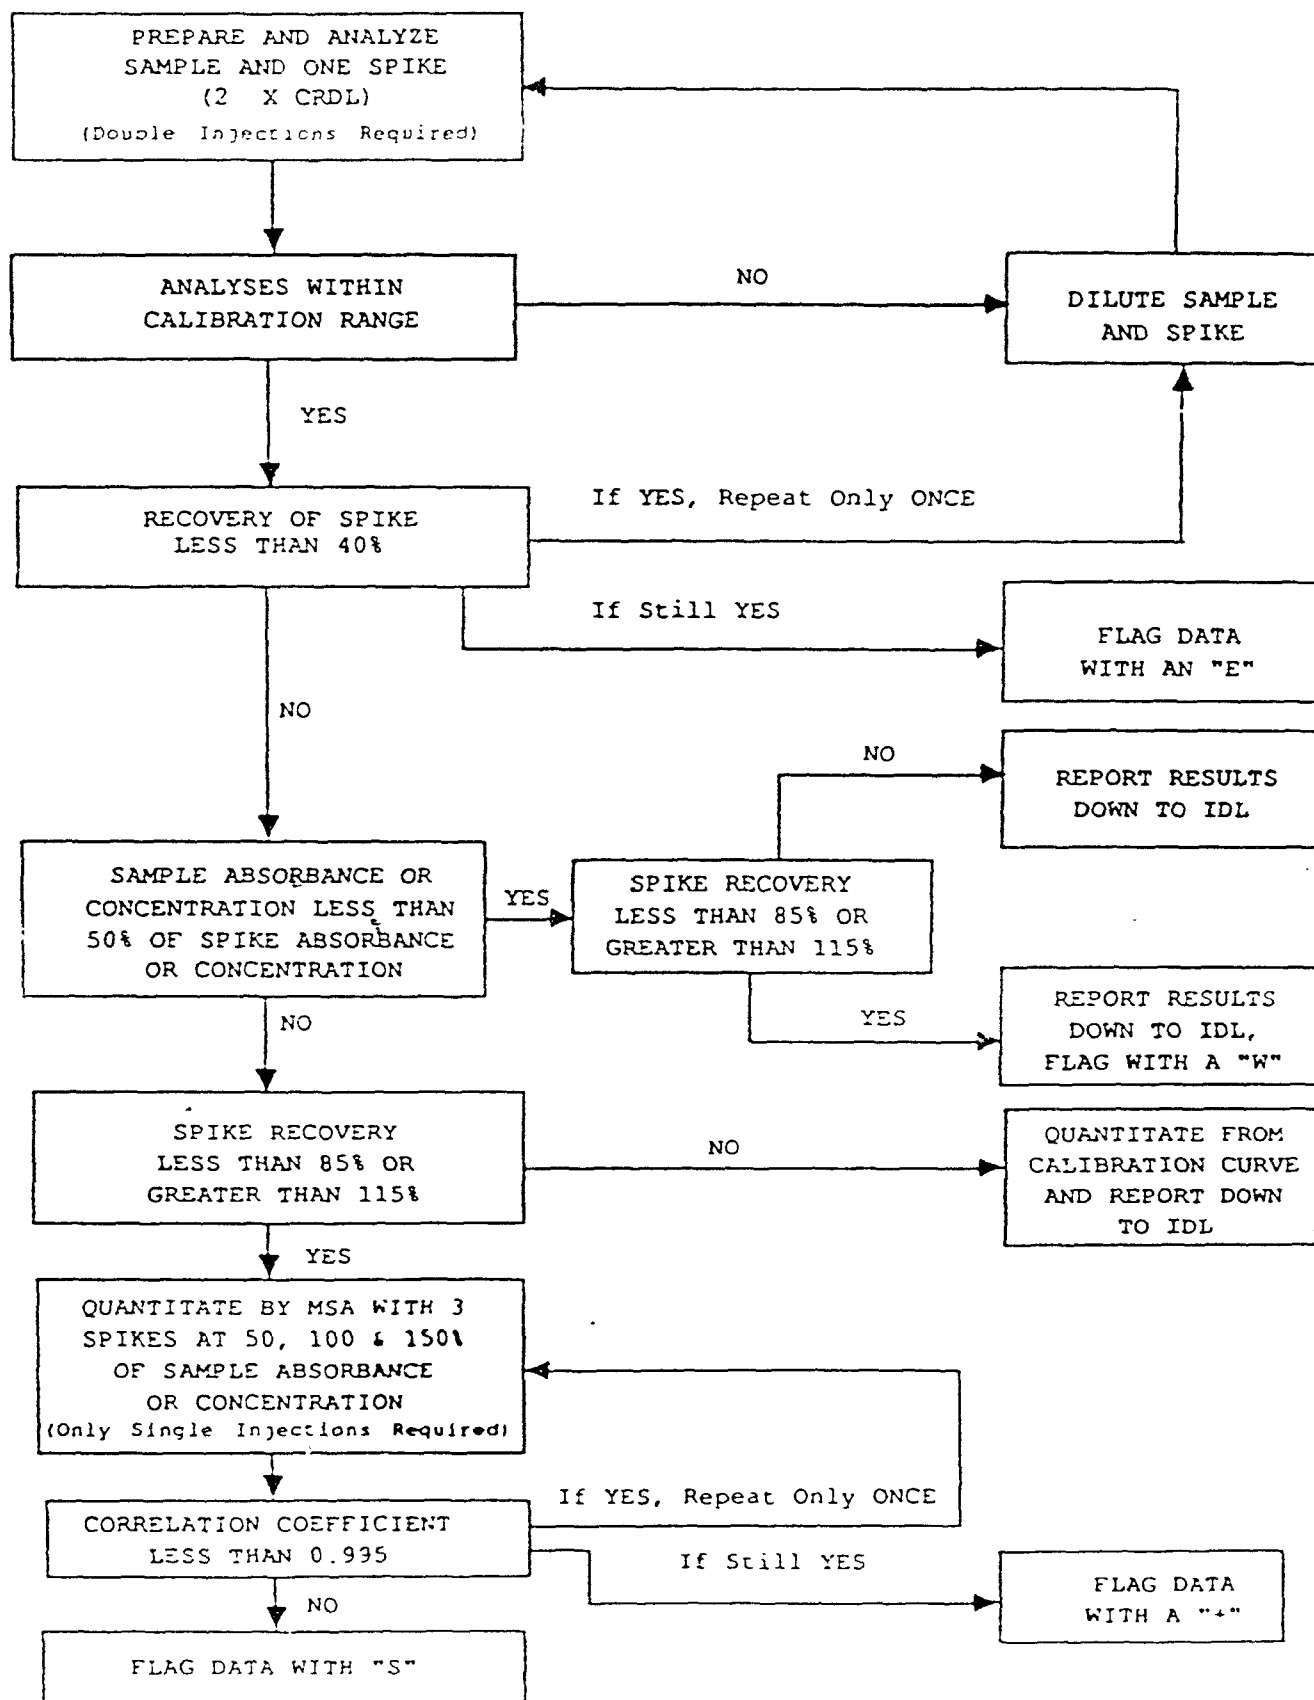 PREPARE AND ANALYZE
SAMPLE AND ONE SPIKE
(2 X CRDL)
(Double Injections Required)
ANALYSES WITHIN
CALIBRATION RANGE
NO
DILUTE SAMPLE
AND SPIKE
YES
RECOVERY OF SPIKE
LESS THAN 40%
If YES, Repeat Only ONCE
If Still YES
FLAG DATA
WITH AN "E"
NO
NO
REPORT RESULTS
DOWN TO IDL
SAMPLE ABSORBANCE OR
CONCENTRATION LESS THAN
50% OF SPIKE ABSORBANCE
OR CONCENTRATION
YES
SPIKE RECOVERY
LESS THAN 85% OR
GREATER THAN 115%
YES
REPORT RESULTS
DOWN TO IDL,
FLAG WITH A "W"
NO
SPIKE RECOVERY
LESS THAN 85% OR
GREATER THAN 115%
NO
QUANTITATE FROM
CALIBRATION CURVE
AND REPORT DOWN
TO IDL
YES
QUANTITATE BY MSA WITH 3
SPIKES AT 50, 100 & 150%
OF SAMPLE ABSORBANCE
OR CONCENTRATION
(Only Single Injections Required)
If YES, Repeat Only ONCE
CORRELATION COEFFICIENT
LESS THAN 0.995
If Still YES
FLAG DATA
WITH A "+"
NO
FLAG DATA WITH "S"